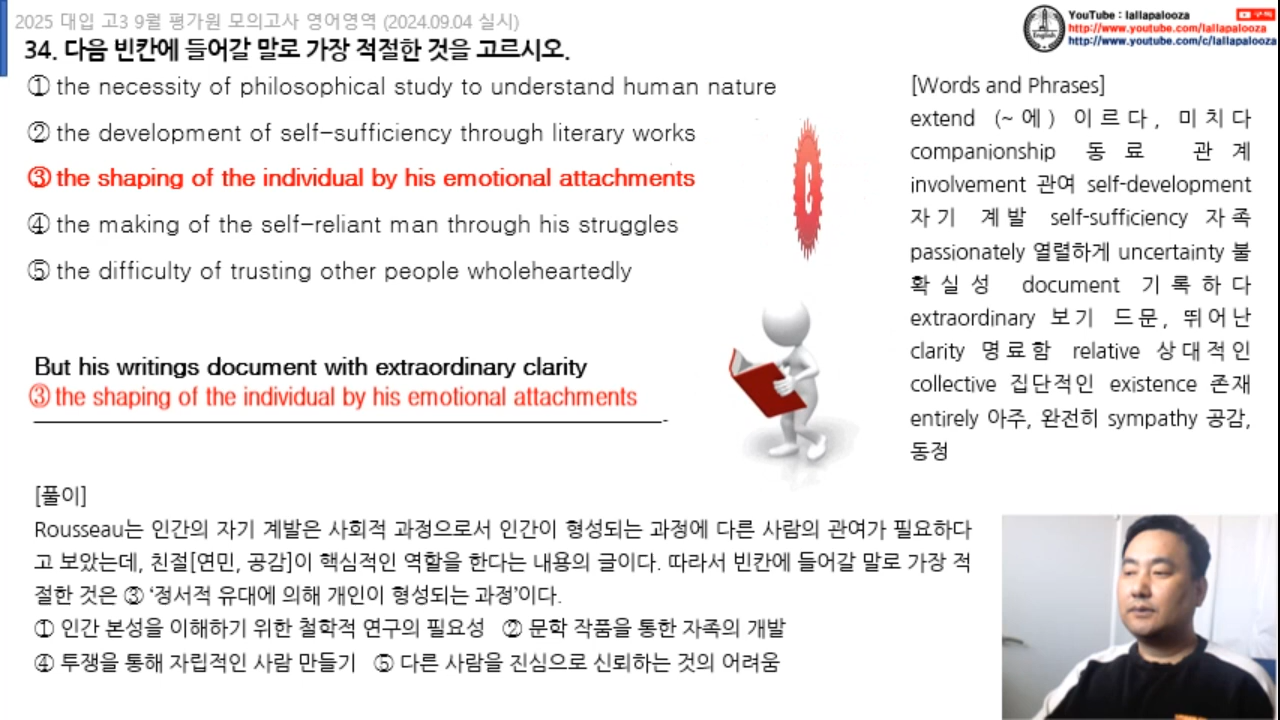 2025 대입 고3 9월 평가원 모의고사 영어영역 (2024.09.04 실시)
34. 다음 빈칸에 들어갈 말로 가장 적절한 것을 고르시오.
① the necessity of philosophical study to understand human nature
② the development of self-sufficiency through literary works
③ the shaping of the individual by his emotional attachments
④ the making of the self-reliant man through his struggles
⑤ the difficulty of trusting other people wholeheartedly
But his writings document with extraordinary clarity
③ the shaping of the individual by his emotional attachments
[풀이]
Rousseau는 인간의 자기 계발은 사회적 과정으로서 인간이 형성되는 과정에 다른 사람의 관여가 필요하다
고 보았는데, 친절[연민, 공감]이 핵심적인 역할을 한다는 내용의 글이다. 따라서 빈칸에 들어갈 말로 가장 적
절한 것은 ③ ‘정서적 유대에 의해 개인이 형성되는 과정’이다.
① 인간 본성을 이해하기 위한 철학적 연구의 필요성 ② 문학 작품을 통한 자족의 개발
④ 투쟁을 통해 자립적인 사람 만들기 ⑤ 다른 사람을 진심으로 신뢰하는 것의 어려움
YouTube : lallapalooza
http://www.youtube.com/lallapalooza
http://www.youtube.com/c/lallapalooza
[Words and Phrases]
extend (~에) 이르다, 미치다
companionship 동료 관계
involvement 관여 self-development
자기 계발 self-sufficiency 자족
passionately 열렬하게 uncertainty 불
확실성 document 기록하다
extraordinary 보기 드문, 뛰어난
clarity 명료함 relative 상대적인
collective 집단적인 existence 존재
entirely 아주, 완전히 sympathy 공감,
동정